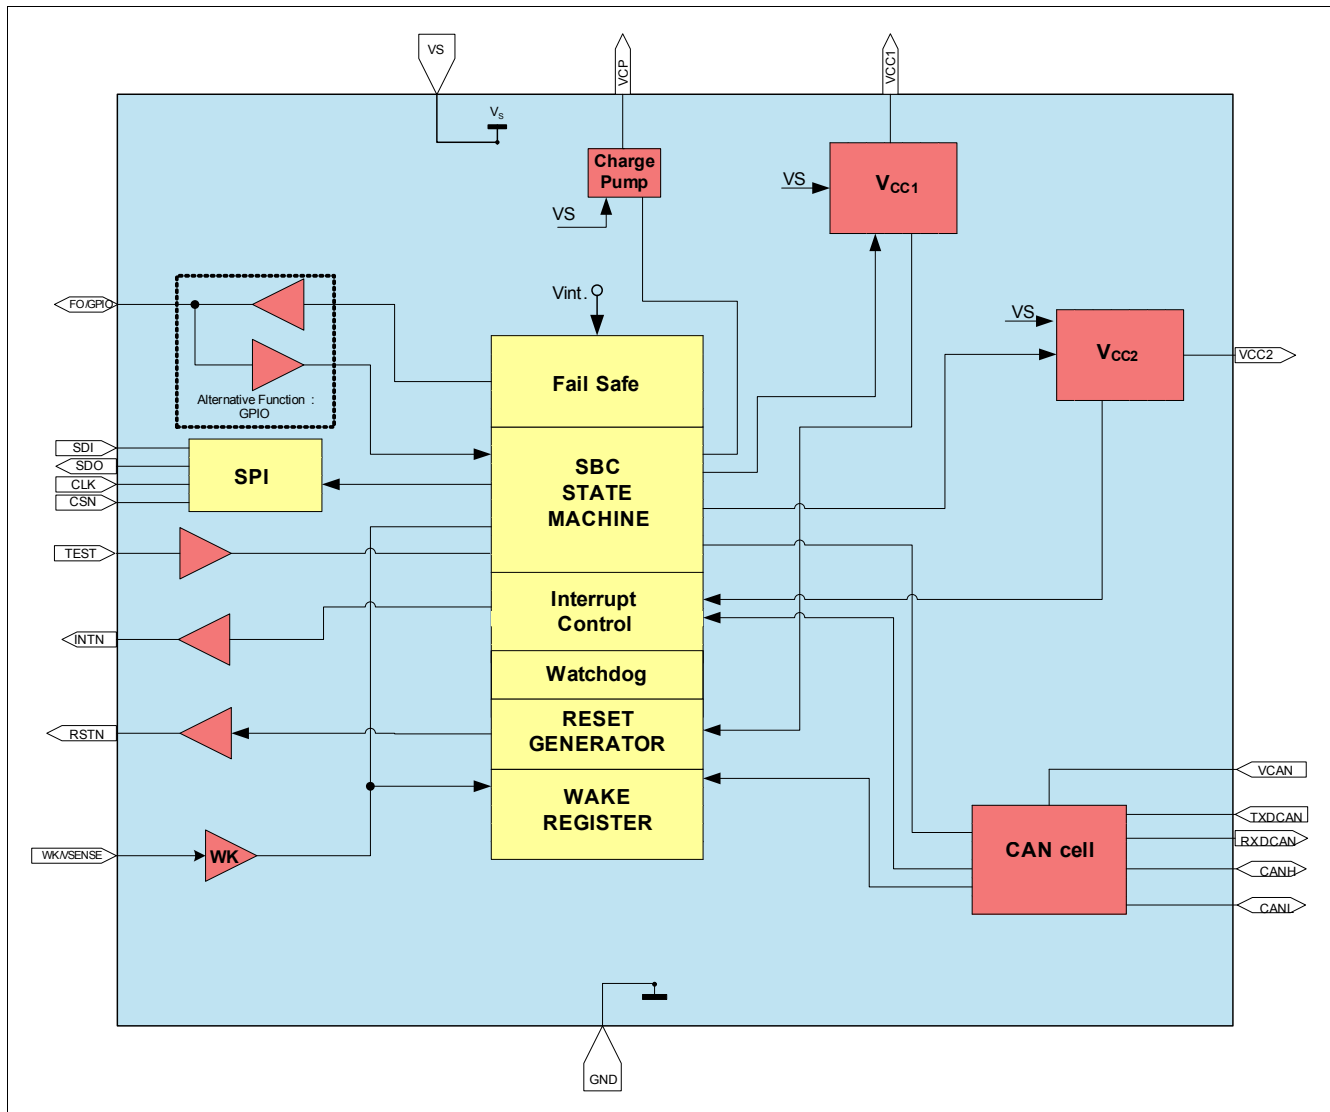 VS
VCP
VCC1
VS
Charge
Pump
VS
VS
VCC1
FO/GPIO
Alternative Function :
GPIO
Vint.
VS
VCC2
VCC2
Fail Safe
SDI
SDO
CLK
CSN
SPI
SBC
STATE
MACHINE
TEST
Interrupt
Control
INTN
Watchdog
RSTN
RESET
GENERATOR
WAKE
REGISTER
WK/VSENSE
WK
CAN cell
VCAN
TXDCAN
RXDCAN
CANH
CANL
GND